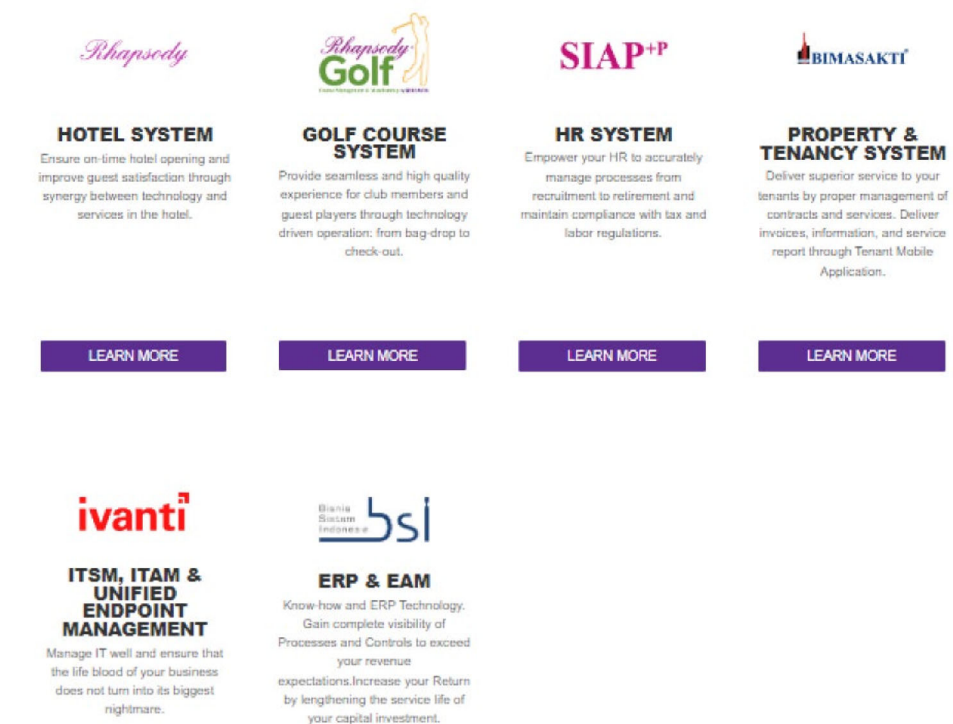 Rhapsody
HOTEL SYSTEM
Ensure on-time hotel opening and
improve guest satisfaction through
synergy between technology and
services in the hotel.
LEARN MORE
Rhapsody
Golf
GOLF COURSE
SYSTEM
Provide seamless and high quality
experience for club members and
guest players through technology
driven operation: from bag-drop to
check-out.
LEARN MORE
SIAP+P
HR SYSTEM
Empower your HR to accurately
manage processes from
recruitment to retirement and
maintain compliance with tax and
labor regulations.
LEARN MORE
BIMASAKTI
PROPERTY &
TENANCY SYSTEM
Deliver superior service to your
tenants by proper management of
contracts and services. Deliver
invoices, information, and service
report through Tenant Mobile
Application.
LEARN MORE
ivanti
ITSM, ITAM &
UNIFIED
ENDPOINT
MANAGEMENT
Manage IT well and ensure that
the life blood of your business
does not turn into its biggest
nightmare.
Bisnis
Sistem
Indonesia
bsi
ERP & EAM
Know-how and ERP Technology.
Gain complete visibility of
Processes and Controls to exceed
your revenue
expectations.Increase your Return
by lengthening the service life of
your capital investment.